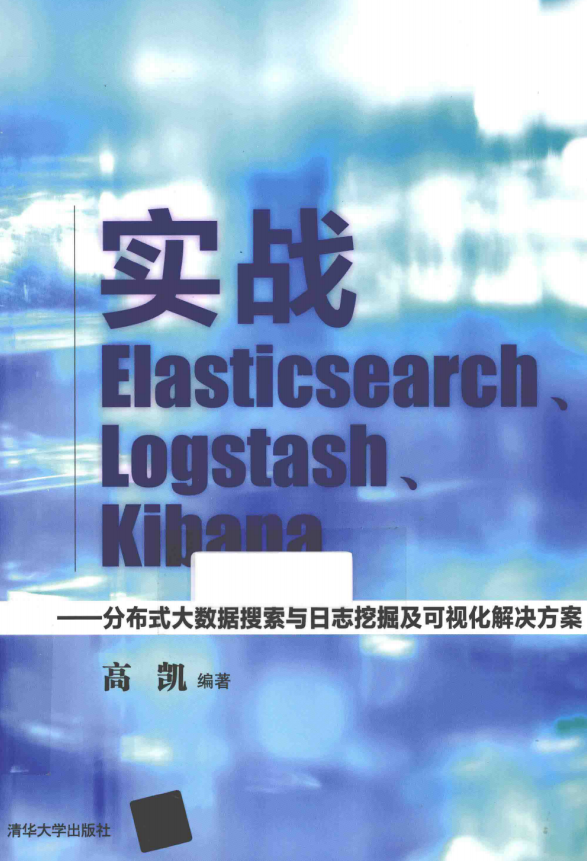 实战
Elasticsearch、
Logstash、
Kibana
——分布式大数据搜索与日志挖掘及可视化解决方案
高 凯 编著
清华大学出版社